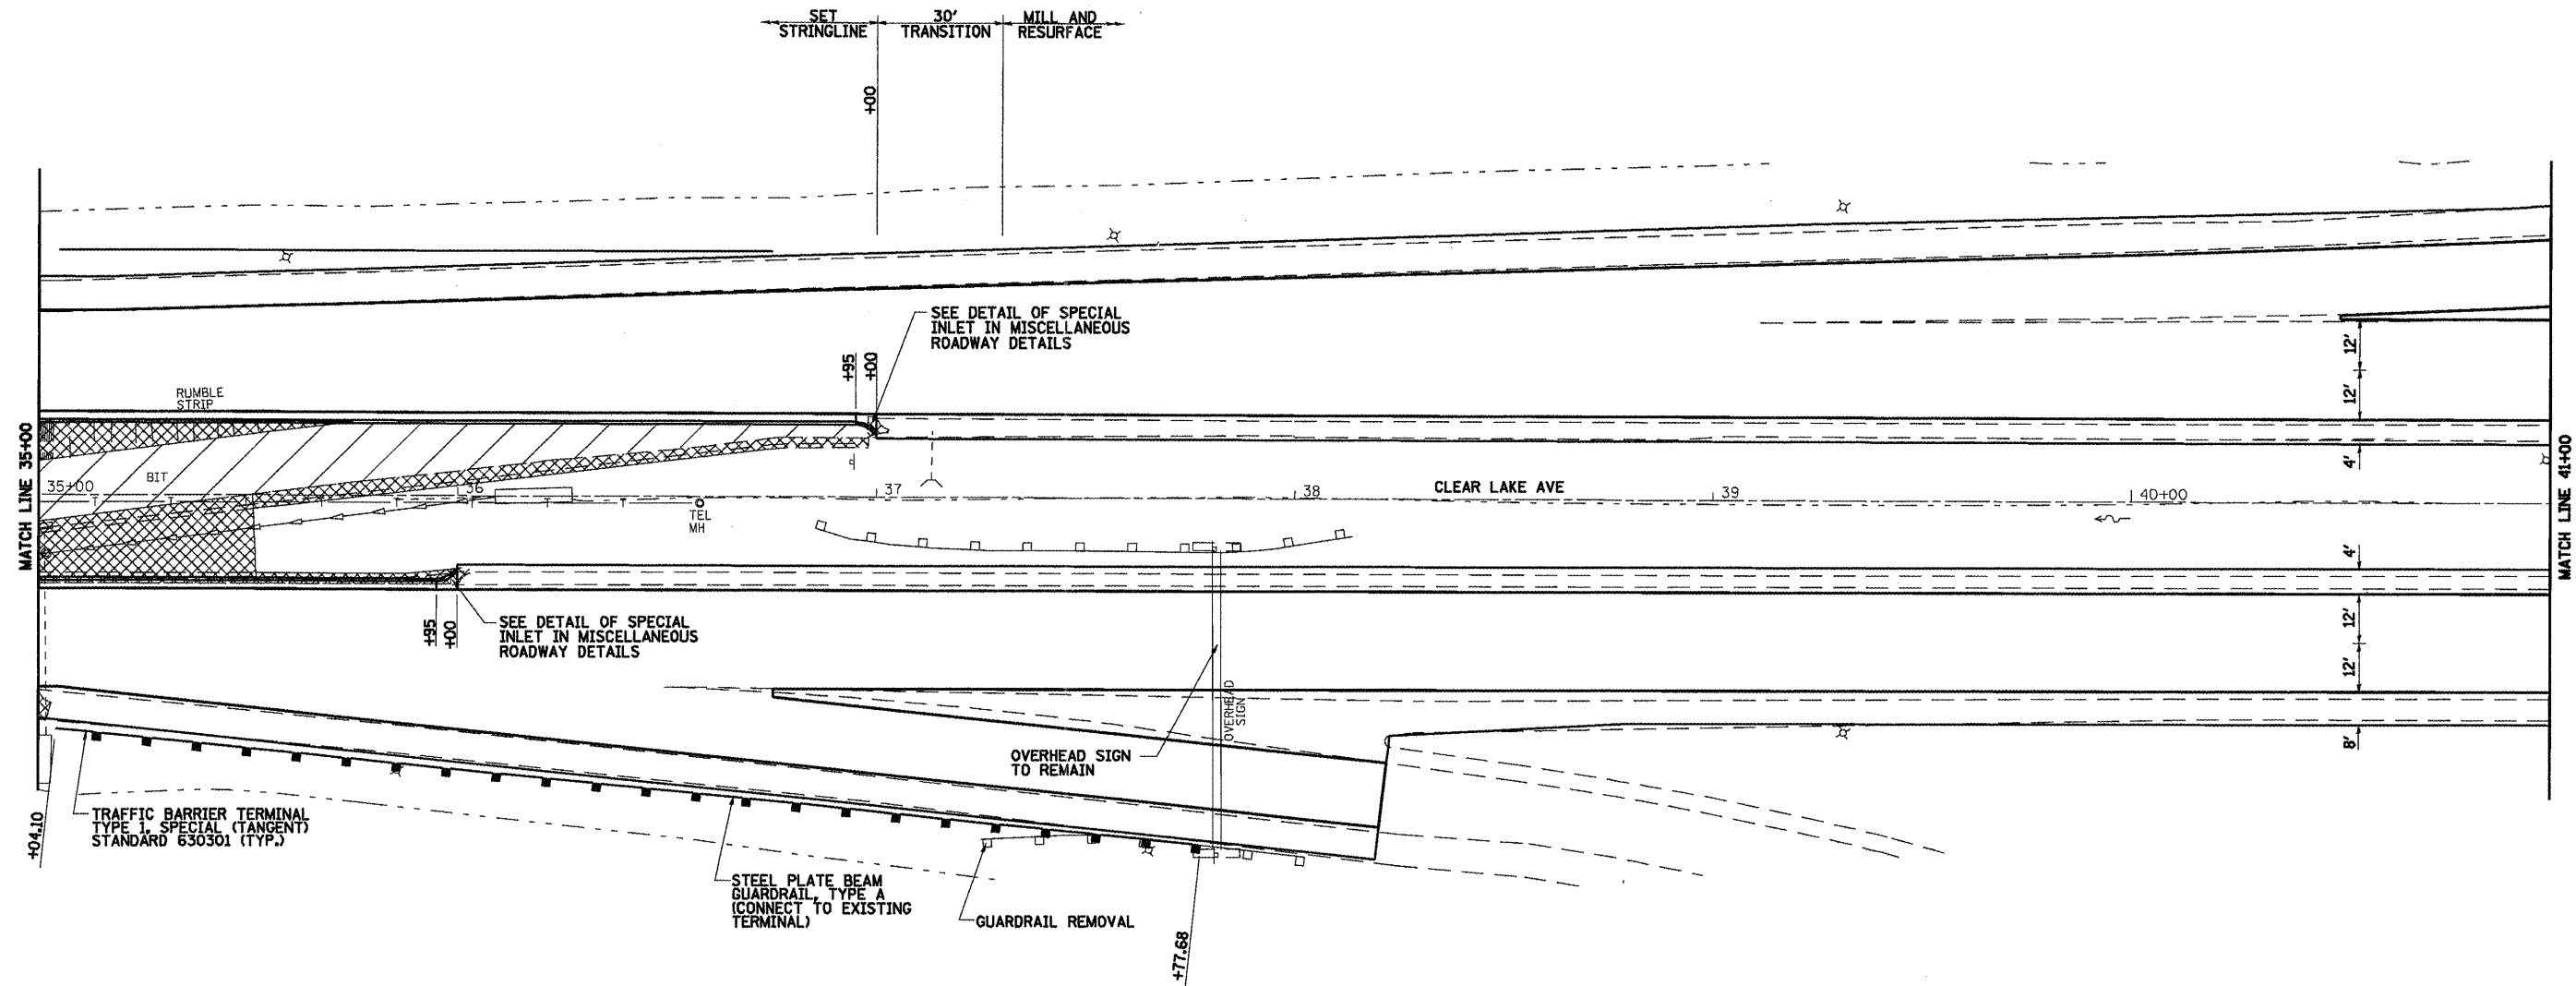 SET
STRINGLINE
30'
TRANSITION
MILL AND
RESURFACE
+00
SEE DETAIL OF SPECIAL
INLET IN MISCELLANEOUS
ROADWAY DETAILS
+95
+00
12'
12'
RUMBLE
STRIP
MATCH LINE 35+00
MATCH LINE 41+00
4'
BIT
35+00
36
37
38
CLEAR LAKE AVE
39
40+00
TEL
MH
4'
SEE DETAIL OF SPECIAL
INLET IN MISCELLANEOUS
ROADWAY DETAILS
+95
+00
12'
12'
OVERHEAD
SIGN
OVERHEAD SIGN
TO REMAIN
8'
+04.10
TRAFFIC BARRIER TERMINAL
TYPE 1, SPECIAL (TANGENT)
STANDARD 630301 (TYP.)
STEEL PLATE BEAM
GUARDRAIL, TYPE A
(CONNECT TO EXISTING
TERMINAL)
GUARDRAIL REMOVAL
+77.68